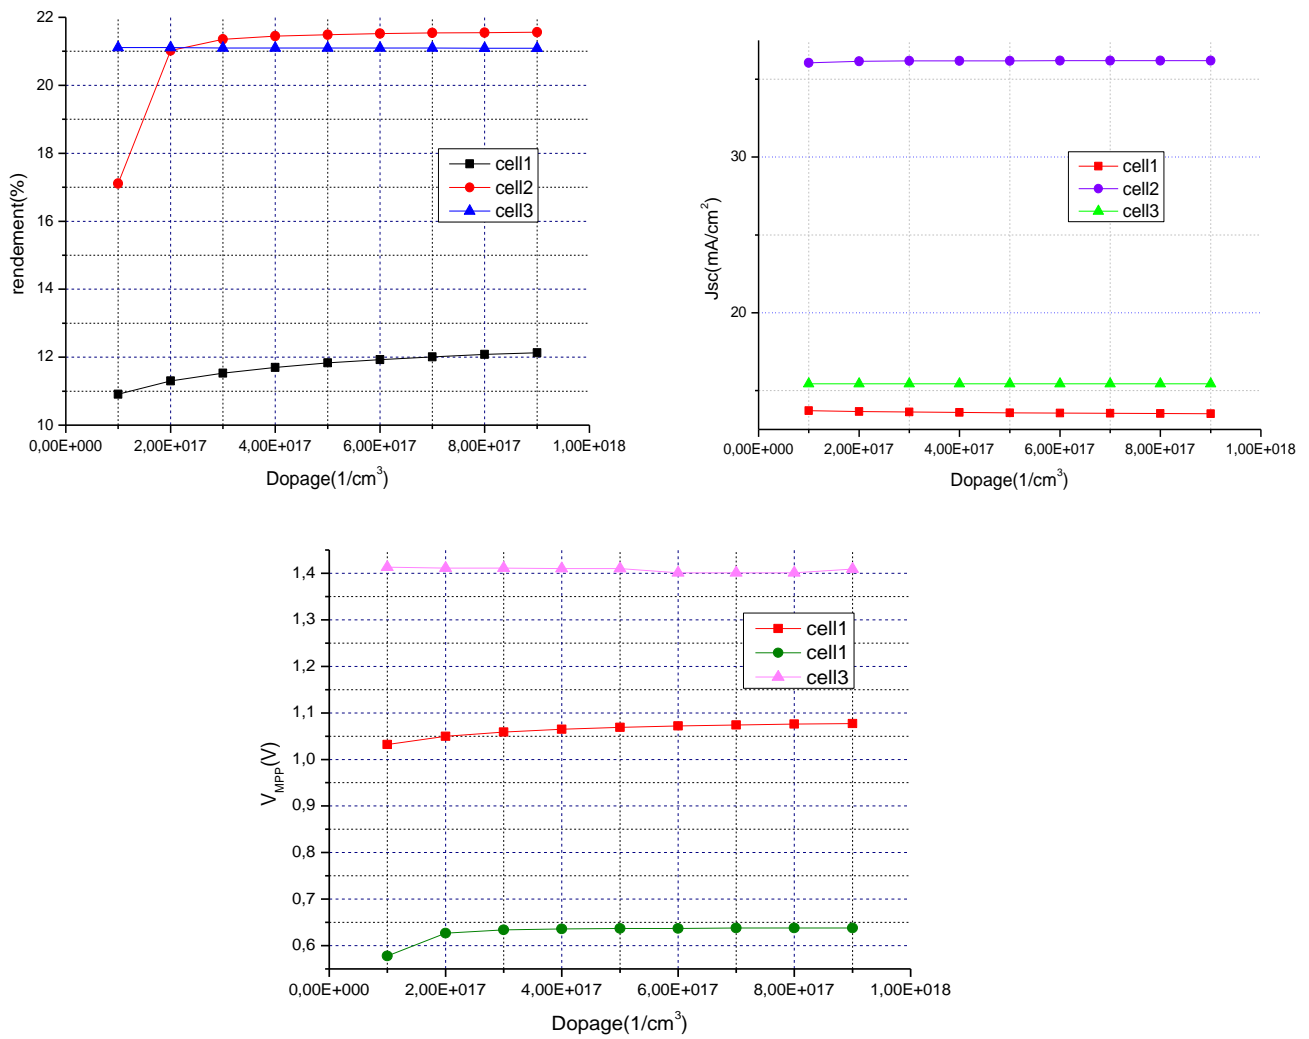 22
20
18
16
14
12
10
rendement(%)
cell1
cell2
cell3
0,00E+000 2,00E+017 4,00E+017 6,00E+017 8,00E+017 1,00E+018
Dopage(1/cm³)
30
20
Jsc(mA/cm²)
cell1
cell2
cell3
0,00E+000 2,00E+017 4,00E+017 6,00E+017 8,00E+017 1,00E+018
Dopage(1/cm³)
1,4
1,3
1,2
1,1
1,0
0,9
0,8
0,7
0,6
V_MPP(V)
cell1
cell1
cell3
0,00E+000 2,00E+017 4,00E+017 6,00E+017 8,00E+017 1,00E+018
Dopage(1/cm³)